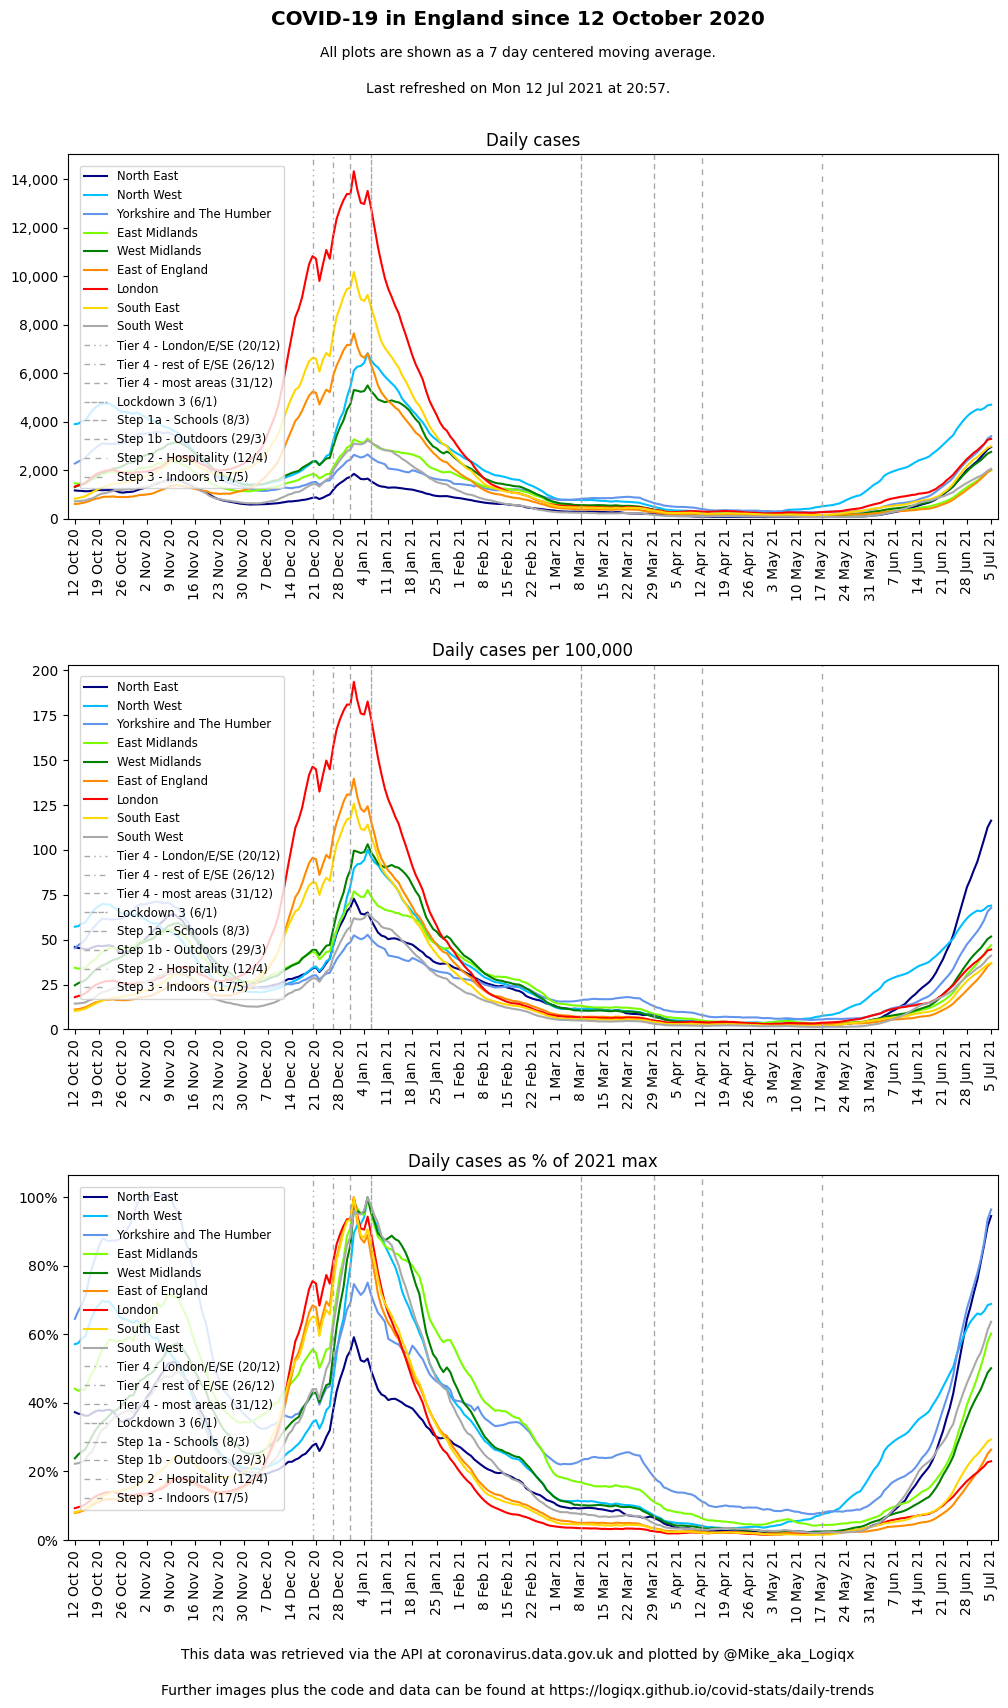 COVID-19 in England since 12 October 2020
All plots are shown as a 7 day centered moving average.
Last refreshed on Mon 12 Jul 2021 at 20:57.
Daily cases
14,000
12,000
10,000
8,000
6,000
4,000
2,000
0
North East
North West
Yorkshire and The Humber
East Midlands
West Midlands
East of England
London
South East
South West
Tier 4 - London/E/SE (20/12)
Tier 4 - rest of E/SE (26/12)
Tier 4 - most areas (31/12)
Lockdown 3 (6/1)
Step 1a - Schools (8/3)
Step 1b - Outdoors (29/3)
Step 2 - Hospitality (12/4)
Step 3 - Indoors (17/5)
12 Oct 20
19 Oct 20
26 Oct 20
2 Nov 20
9 Nov 20
16 Nov 20
23 Nov 20
30 Nov 20
7 Dec 20
14 Dec 20
21 Dec 20
28 Dec 20
4 Jan 21
11 Jan 21
18 Jan 21
25 Jan 21
1 Feb 21
8 Feb 21
15 Feb 21
22 Feb 21
1 Mar 21
8 Mar 21
15 Mar 21
22 Mar 21
29 Mar 21
5 Apr 21
12 Apr 21
19 Apr 21
26 Apr 21
3 May 21
10 May 21
17 May 21
24 May 21
31 May 21
7 Jun 21
14 Jun 21
21 Jun 21
28 Jun 21
5 Jul 21
Daily cases per 100,000
200
175
150
125
100
75
50
25
0
North East
North West
Yorkshire and The Humber
East Midlands
West Midlands
East of England
London
South East
South West
Tier 4 - London/E/SE (20/12)
Tier 4 - rest of E/SE (26/12)
Tier 4 - most areas (31/12)
Lockdown 3 (6/1)
Step 1a - Schools (8/3)
Step 1b - Outdoors (29/3)
Step 2 - Hospitality (12/4)
Step 3 - Indoors (17/5)
12 Oct 20
19 Oct 20
26 Oct 20
2 Nov 20
9 Nov 20
16 Nov 20
23 Nov 20
30 Nov 20
7 Dec 20
14 Dec 20
21 Dec 20
28 Dec 20
4 Jan 21
11 Jan 21
18 Jan 21
25 Jan 21
1 Feb 21
8 Feb 21
15 Feb 21
22 Feb 21
1 Mar 21
8 Mar 21
15 Mar 21
22 Mar 21
29 Mar 21
5 Apr 21
12 Apr 21
19 Apr 21
26 Apr 21
3 May 21
10 May 21
17 May 21
24 May 21
31 May 21
7 Jun 21
14 Jun 21
21 Jun 21
28 Jun 21
5 Jul 21
Daily cases as % of 2021 max
100%
80%
60%
40%
20%
0%
North East
North West
Yorkshire and The Humber
East Midlands
West Midlands
East of England
London
South East
South West
Tier 4 - London/E/SE (20/12)
Tier 4 - rest of E/SE (26/12)
Tier 4 - most areas (31/12)
Lockdown 3 (6/1)
Step 1a - Schools (8/3)
Step 1b - Outdoors (29/3)
Step 2 - Hospitality (12/4)
Step 3 - Indoors (17/5)
12 Oct 20
19 Oct 20
26 Oct 20
2 Nov 20
9 Nov 20
16 Nov 20
23 Nov 20
30 Nov 20
7 Dec 20
14 Dec 20
21 Dec 20
28 Dec 20
4 Jan 21
11 Jan 21
18 Jan 21
25 Jan 21
1 Feb 21
8 Feb 21
15 Feb 21
22 Feb 21
1 Mar 21
8 Mar 21
15 Mar 21
22 Mar 21
29 Mar 21
5 Apr 21
12 Apr 21
19 Apr 21
26 Apr 21
3 May 21
10 May 21
17 May 21
24 May 21
31 May 21
7 Jun 21
14 Jun 21
21 Jun 21
28 Jun 21
5 Jul 21
This data was retrieved via the API at coronavirus.data.gov.uk and plotted by @Mike_aka_Logiqx
Further images plus the code and data can be found at https://logiqx.github.io/covid-stats/daily-trends